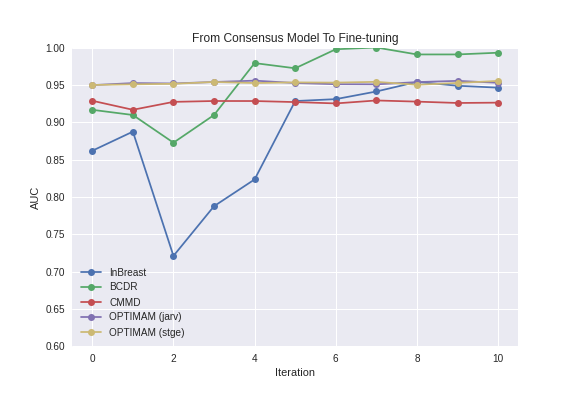 From Consensus Model To Fine-tuning
1.00
0.95
0.90
0.85
0.80
0.75
0.70
0.65
0.60
AUC
InBreast
BCDR
CMMD
OPTIMAM (jarv)
OPTIMAM (stge)
0 2 4 6 8 10
Iteration